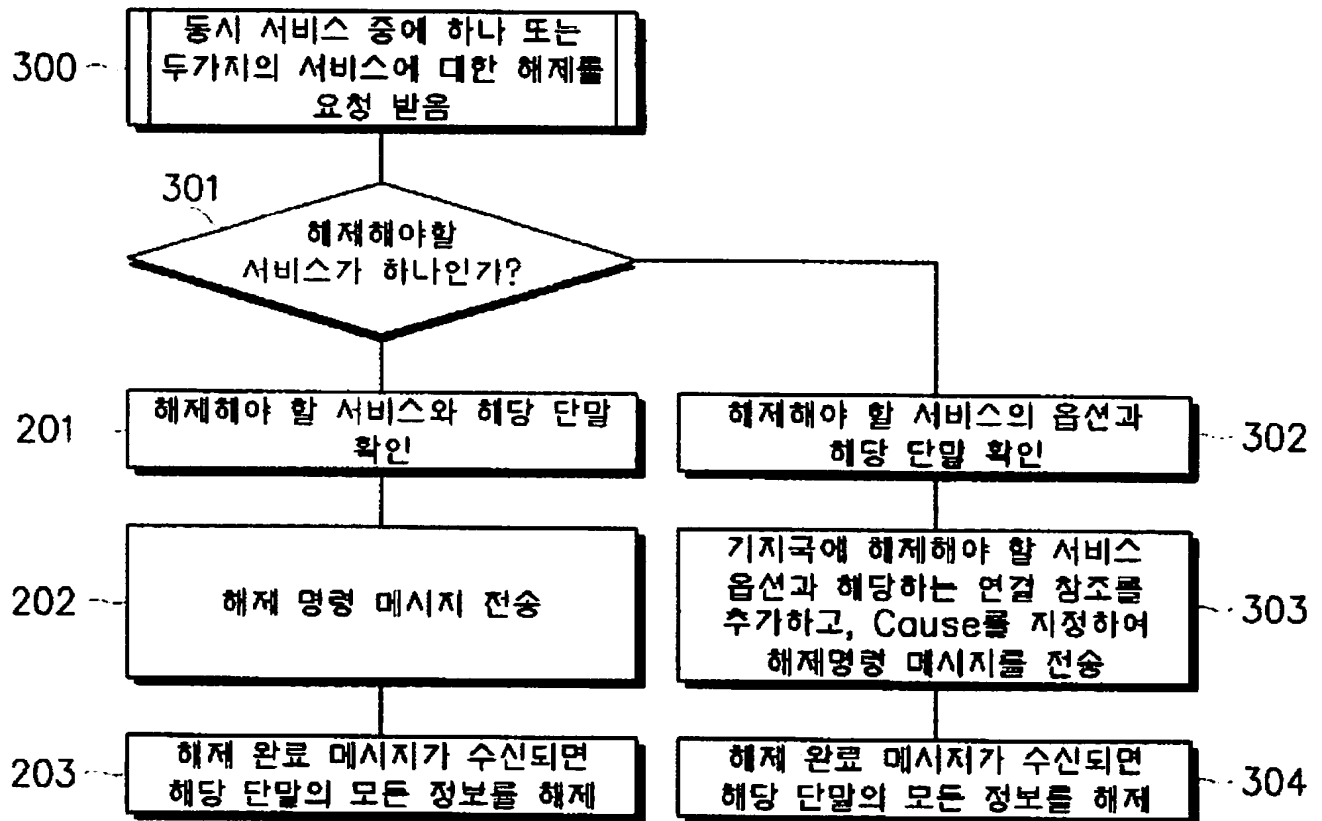 300
동시 서비스 중에 하나 또는
두가지의 서비스에 대한 해제를
요청 받음
301
해제해야할
서비스가 하나인가?
201
해제해야 할 서비스와 해당 단말
확인
해제해야 할 서비스의 옵션과
해당 단말 확인
302
202
해제 명령 메시지 전송
기지국에 해제해야 할 서비스
옵션과 해당하는 연결 참조를
추가하고, Cause를 지정하여
해제명령 메시지를 전송
303
203
해제 완료 메시지가 수신되면
해당 단말의 모든 정보를 해제
해제 완료 메시지가 수신되면
해당 단말의 모든 정보를 해제
304